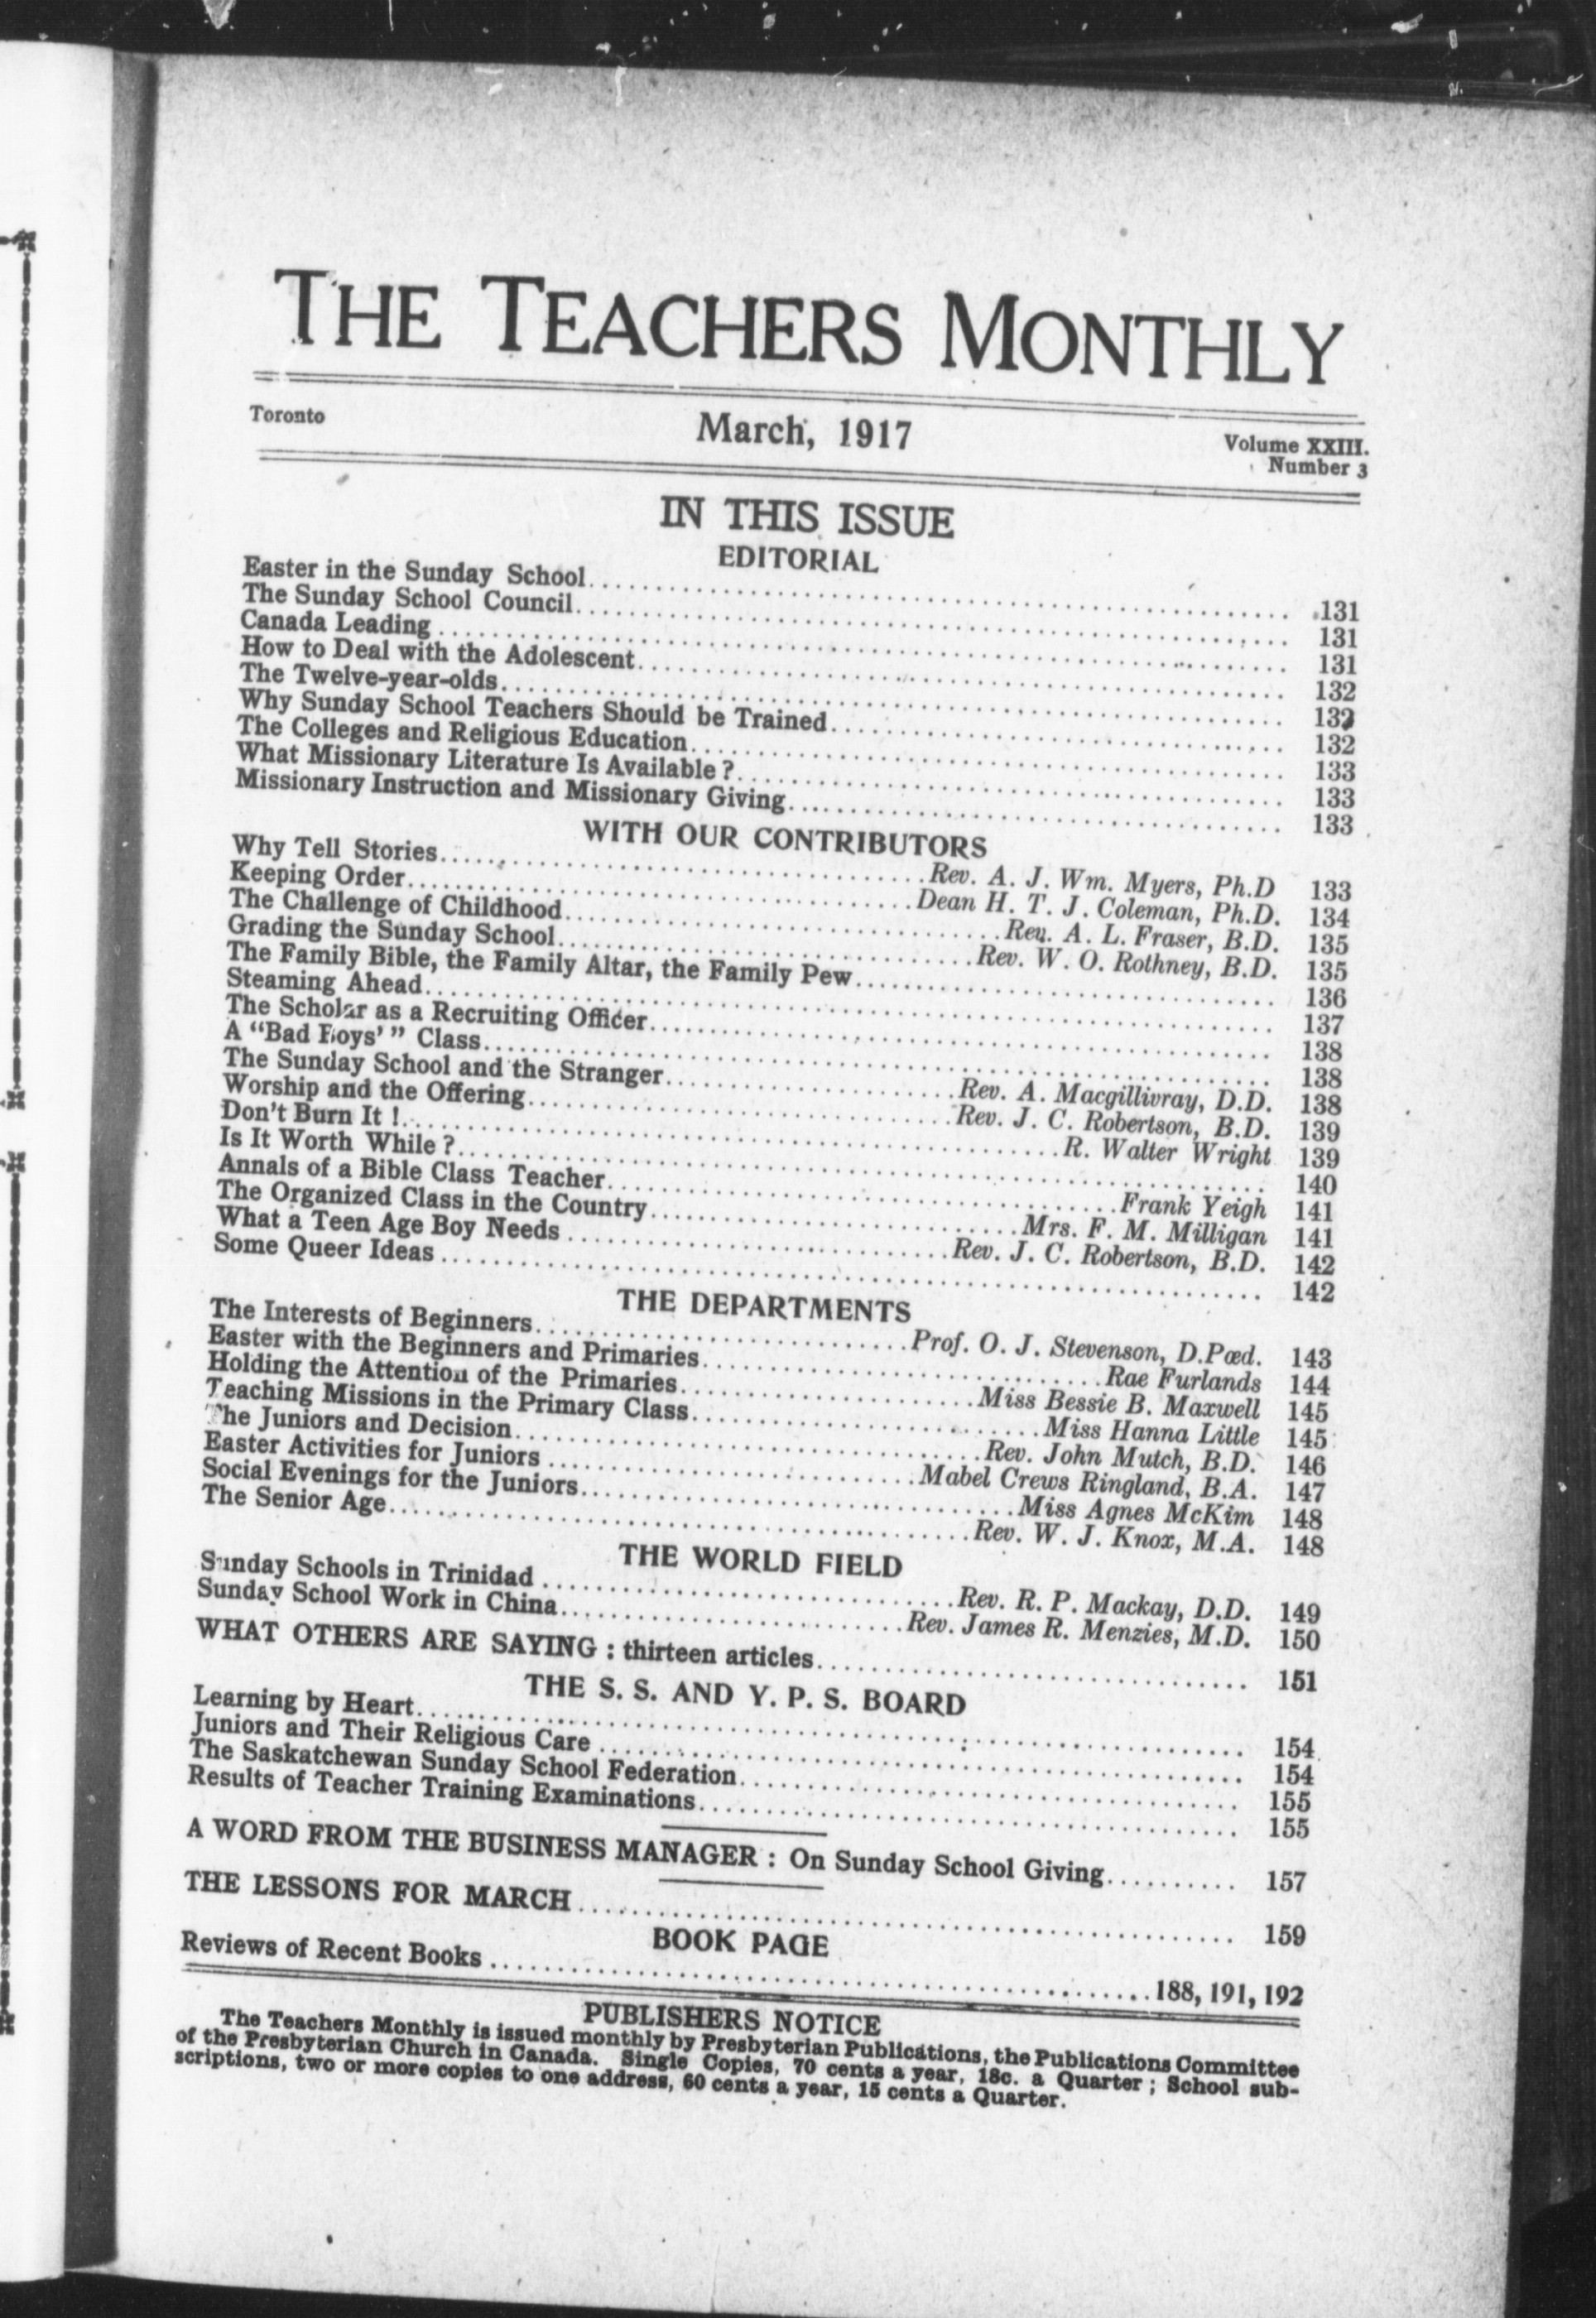 THE TEACHERS MONTHLY
Toronto
March, 1917
Volume XXIII.
Number 3
IN THIS ISSUE
EDITORIAL
Easter in the Sunday School........ 131
The Sunday School Council........ 131
Canada Leading........ 131
How to Deal with the Adolescent........ 132
The Twelve-year-olds........ 132
Why Sunday School Teachers Should be Trained........ 132
The Colleges and Religious Education........ 133
What Missionary Literature Is Available?........ 133
Missionary Instruction and Missionary Giving........ 133
WITH OUR CONTRIBUTORS
Why Tell Stories........Rev. A. J. Wm. Myers, Ph.D 133
Keeping Order........Dean H. T. J. Coleman, Ph.D. 134
The Challenge of Childhood........Rev. A. L. Fraser, B.D. 135
Grading the Sunday School........Rev. W. O. Rothney, B.D. 135
The Family Bible, the Family Altar, the Family Pew........ 136
Steaming Ahead........ 137
The Scholar as a Recruiting Officer........ 138
A "Bad Boys'" Class........ 138
The Sunday School and the Stranger........Rev. A. Macgillivray, D.D. 138
Worship and the Offering........Rev. J. C. Robertson, B.D. 139
Don't Burn It!........R. Walter Wright 139
Is It Worth While?........ 140
Annals of a Bible Class Teacher........Frank Yeigh 141
The Organized Class in the Country........Mrs. F. M. Milligan 141
What a Teen Age Boy Needs........Rev. J. C. Robertson, B.D. 142
Some Queer Ideas........ 142
THE DEPARTMENTS
The Interests of Beginners........Prof. O. J. Stevenson, D.Pæd. 143
Easter with the Beginners and Primaries........Rae Furlands 144
Holding the Attention of the Primaries........Miss Bessie B. Maxwell 145
Teaching Missions in the Primary Class........Miss Hanna Little 145
The Juniors and Decision........Rev. John Mutch, B.D. 146
Easter Activities for Juniors........Mabel Crews Ringland, B.A. 147
Social Evenings for the Juniors........Miss Agnes McKim 148
The Senior Age........Rev. W. J. Knox, M.A. 148
THE WORLD FIELD
Sunday Schools in Trinidad........Rev. R. P. Mackay, D.D. 149
Sunday School Work in China........Rev. James R. Menzies, M.D. 150
WHAT OTHERS ARE SAYING : thirteen articles........ 151
THE S. S. AND Y. P. S. BOARD
Learning by Heart........ 154
Juniors and Their Religious Care........ 154
The Saskatchewan Sunday School Federation........ 155
Results of Teacher Training Examinations........ 155
A WORD FROM THE BUSINESS MANAGER : On Sunday School Giving........ 157
THE LESSONS FOR MARCH........ 159
BOOK PAGE
Reviews of Recent Books........188, 191, 192
PUBLISHERS NOTICE
The Teachers Monthly is issued monthly by Presbyterian Publications, the Publications Committee
of the Presbyterian Church in Canada. Single Copies, 70 cents a year, 18c. a Quarter ; School sub-
scriptions, two or more copies to one address, 60 cents a year, 15 cents a Quarter.